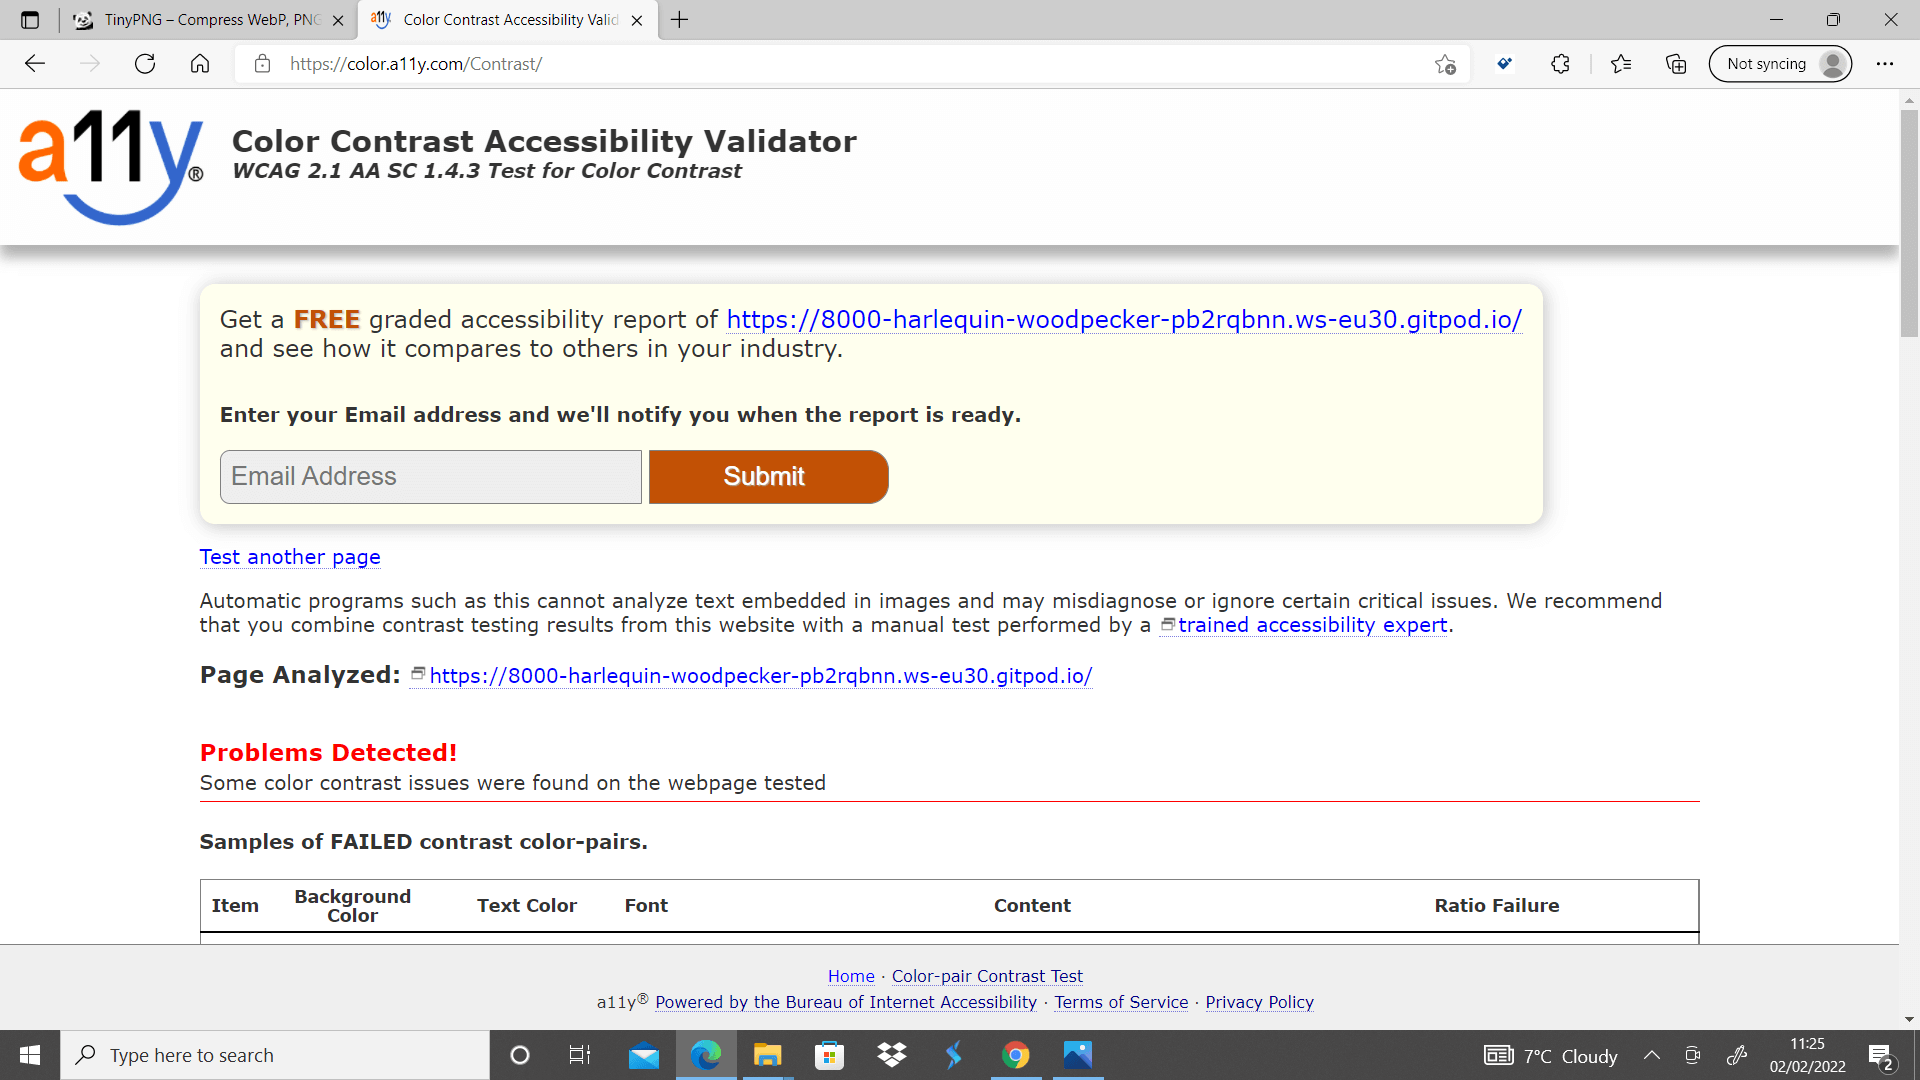 TinyPNG – Compress WebP, PNG
a11y Color Contrast Accessibility Valid
https://color.a11y.com/Contrast/
Not syncing
a11y®
Color Contrast Accessibility Validator
WCAG 2.1 AA SC 1.4.3 Test for Color Contrast
Get a FREE graded accessibility report of https://8000-harlequin-woodpecker-pb2rqbnn.ws-eu30.gitpod.io/
and see how it compares to others in your industry.
Enter your Email address and we'll notify you when the report is ready.
Email Address
Submit
Test another page
Automatic programs such as this cannot analyze text embedded in images and may misdiagnose or ignore certain critical issues. We recommend
that you combine contrast testing results from this website with a manual test performed by a trained accessibility expert.
Page Analyzed: https://8000-harlequin-woodpecker-pb2rqbnn.ws-eu30.gitpod.io/
Problems Detected!
Some color contrast issues were found on the webpage tested
Samples of FAILED contrast color-pairs.
Item
Background
Color
Text Color
Font
Content
Ratio Failure
Home · Color-pair Contrast Test
a11y® Powered by the Bureau of Internet Accessibility · Terms of Service · Privacy Policy
Type here to search
7°C Cloudy
11:25
02/02/2022
2